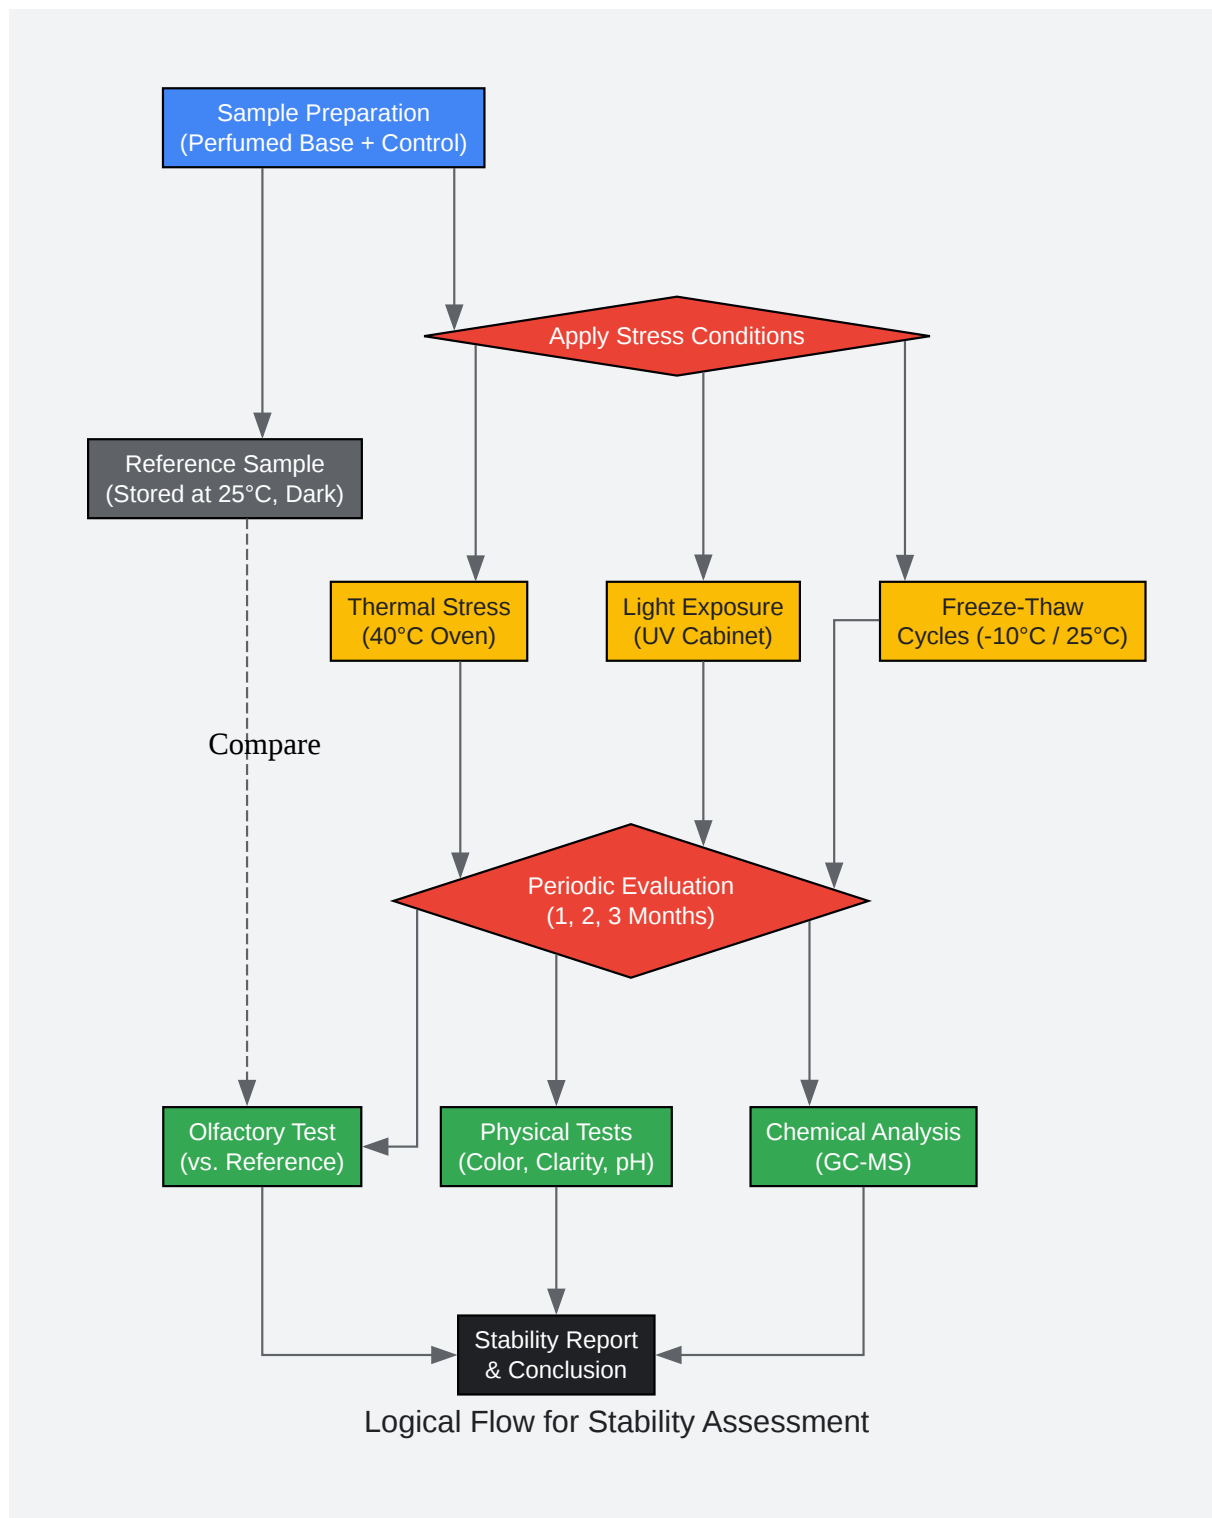 Sample Preparation
(Perfumed Base + Control)
Apply Stress Conditions
Reference Sample
(Stored at 25°C, Dark)
Thermal Stress
(40°C Oven)
Light Exposure
(UV Cabinet)
Freeze-Thaw
Cycles (-10°C / 25°C)
Compare
Periodic Evaluation
(1, 2, 3 Months)
Olfactory Test
(vs. Reference)
Physical Tests
(Color, Clarity, pH)
Chemical Analysis
(GC-MS)
Stability Report
& Conclusion
Logical Flow for Stability Assessment